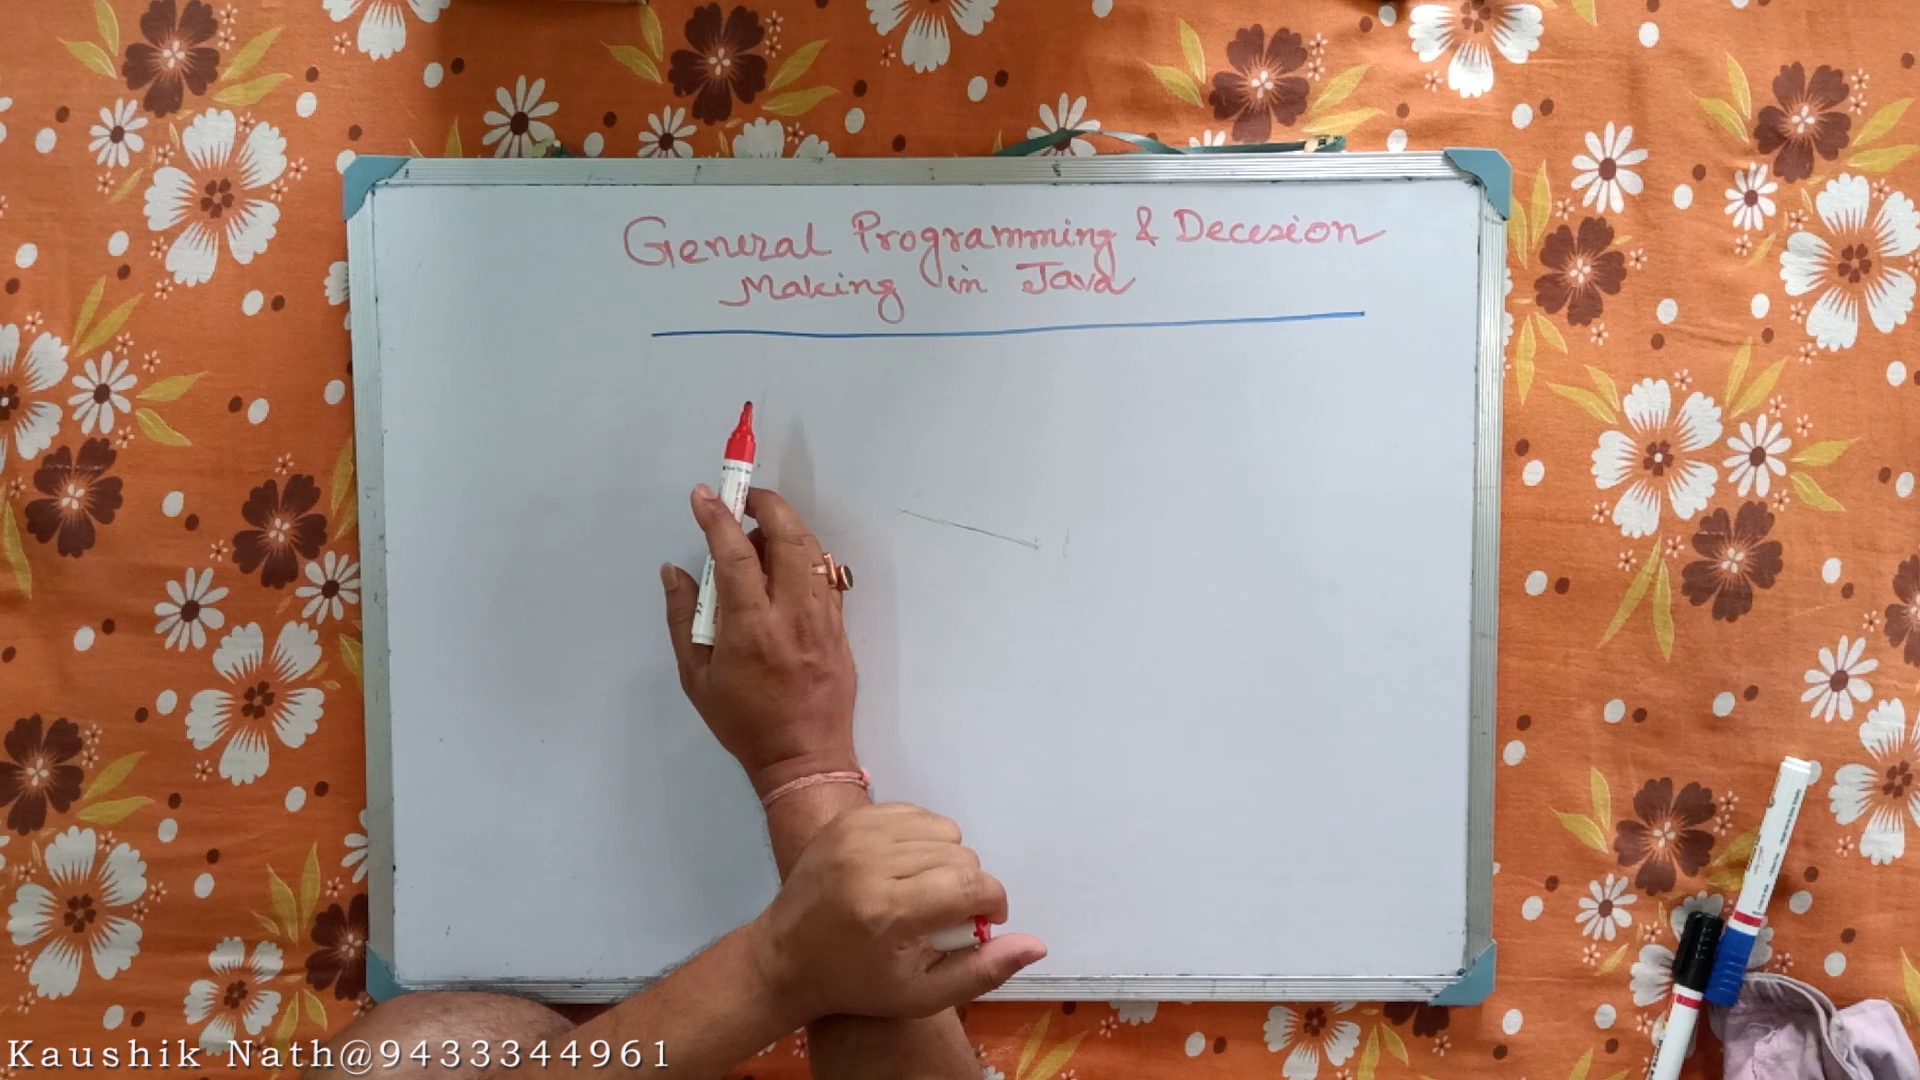 General Programming & Decesion
Making in Java
Kaushik Nath@9433344961